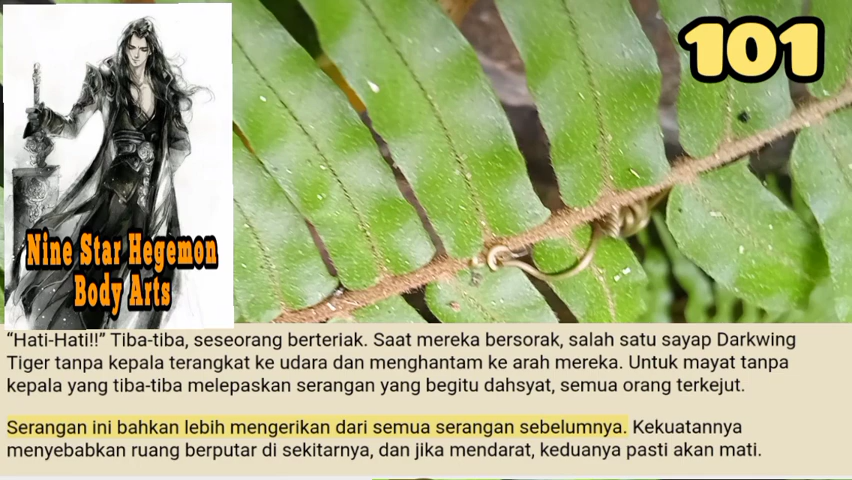 101
Nine Star Hegemon
Body Arts
“Hati-Hati!!” Tiba-tiba, seseorang berteriak. Saat mereka bersorak, salah satu sayap Darkwing
Tiger tanpa kepala terangkat ke udara dan menghantam ke arah mereka. Untuk mayat tanpa
kepala yang tiba-tiba melepaskan serangan yang begitu dahsyat, semua orang terkejut.
Serangan ini bahkan lebih mengerikan dari semua serangan sebelumnya. Kekuatannya
menyebabkan ruang berputar di sekitarnya, dan jika mendarat, keduanya pasti akan mati.